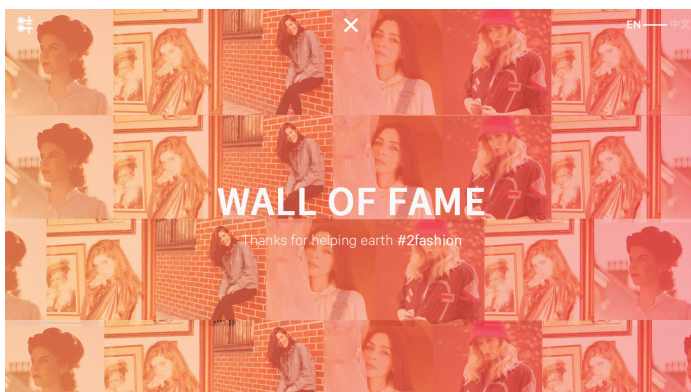 EN 中文
WALL OF FAME
Thanks for helping earth #2fashion